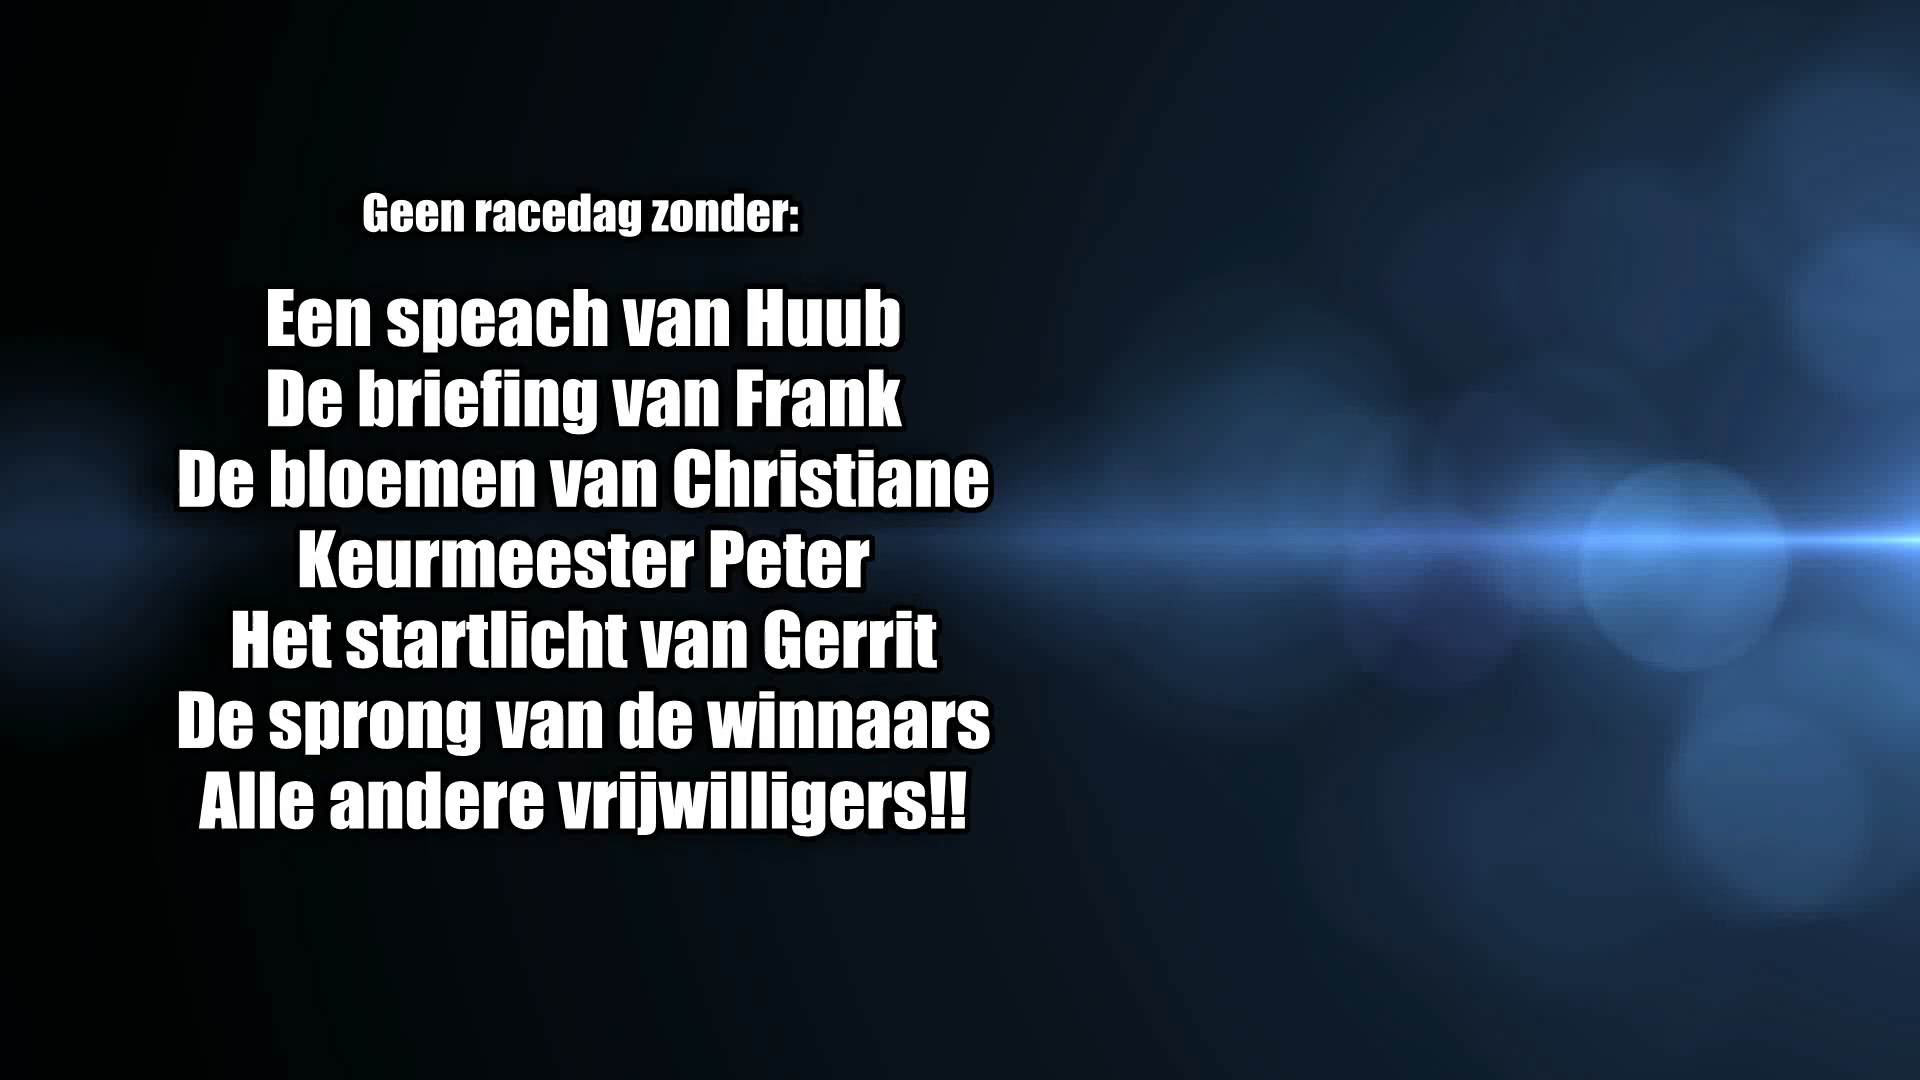 Geen racedag zonder:
Een speach van Huub
De briefing van Frank
De bloemen van Christiane
Keurmeester Peter
Het startlicht van Gerrit
De sprong van de winnaars
Alle andere vrijwilligers!!